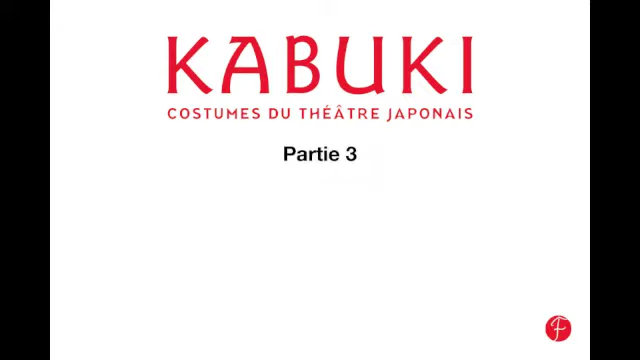 KABUKI
COSTUMES DU THÉÂTRE JAPONAIS
Partie 3
F